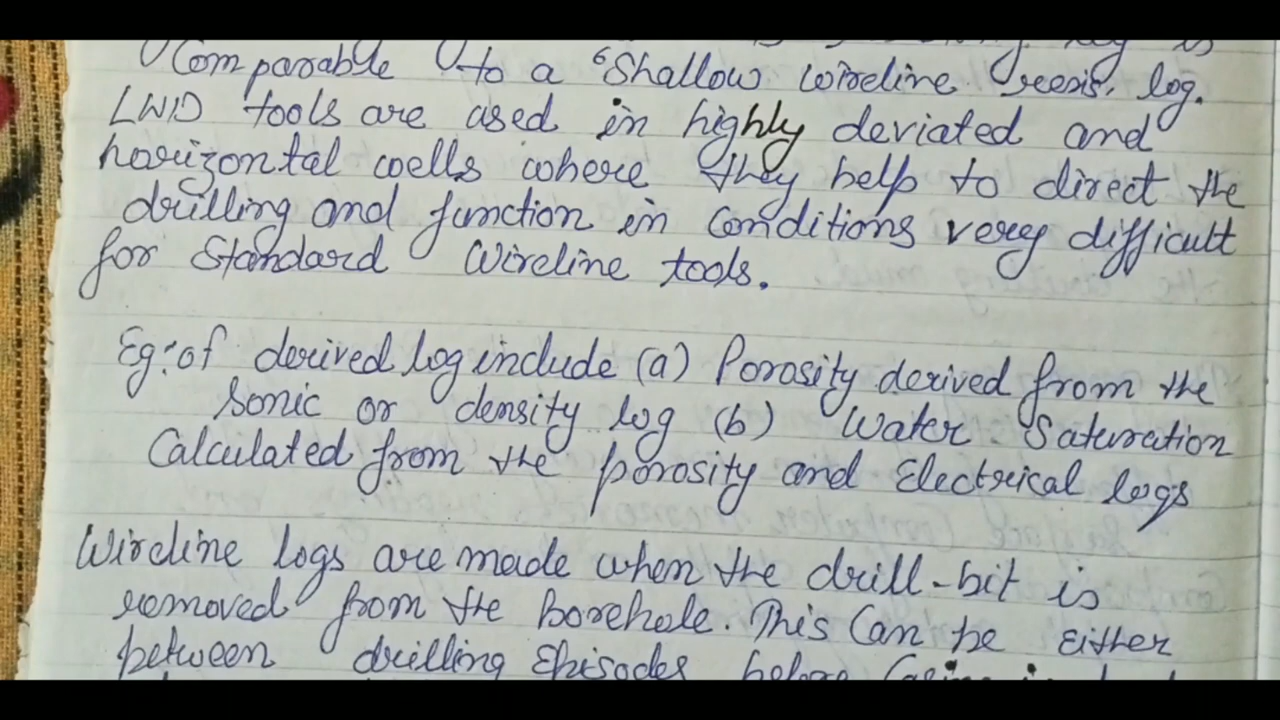 Comparable to a "Shallow wireline resis. log.
LWD tools are used in highly deviated and
horizontal wells where they help to direct the
drilling and function in conditions very difficult
for Standard Wireline tools.
Eg: of derived log include (a) Porosity derived from the
Sonic or density log (b) Water Saturation
Calculated from the porosity and Electrical logs
Wireline logs are made when the drill-bit is
removed from the borehole. This Can be Either
between drilling Episodes before